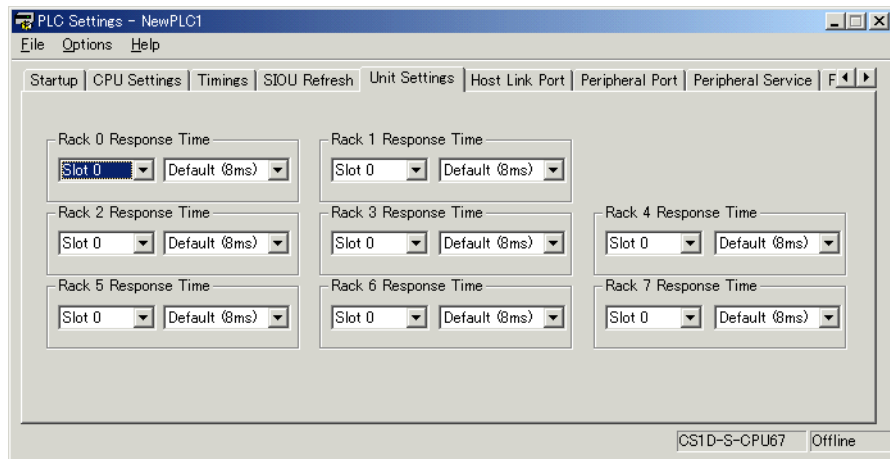 PLC Settings - NewPLC1
File Options Help
Startup CPU Settings Timings SIOU Refresh Unit Settings Host Link Port Peripheral Port Peripheral Service F
Rack 0 Response Time Rack 1 Response Time
Slot 0 Default (8ms) Slot 0 Default (8ms)
Rack 2 Response Time Rack 3 Response Time Rack 4 Response Time
Slot 0 Default (8ms) Slot 0 Default (8ms) Slot 0 Default (8ms)
Rack 5 Response Time Rack 6 Response Time Rack 7 Response Time
Slot 0 Default (8ms) Slot 0 Default (8ms) Slot 0 Default (8ms)
CS1D-S-CPU67 Offline